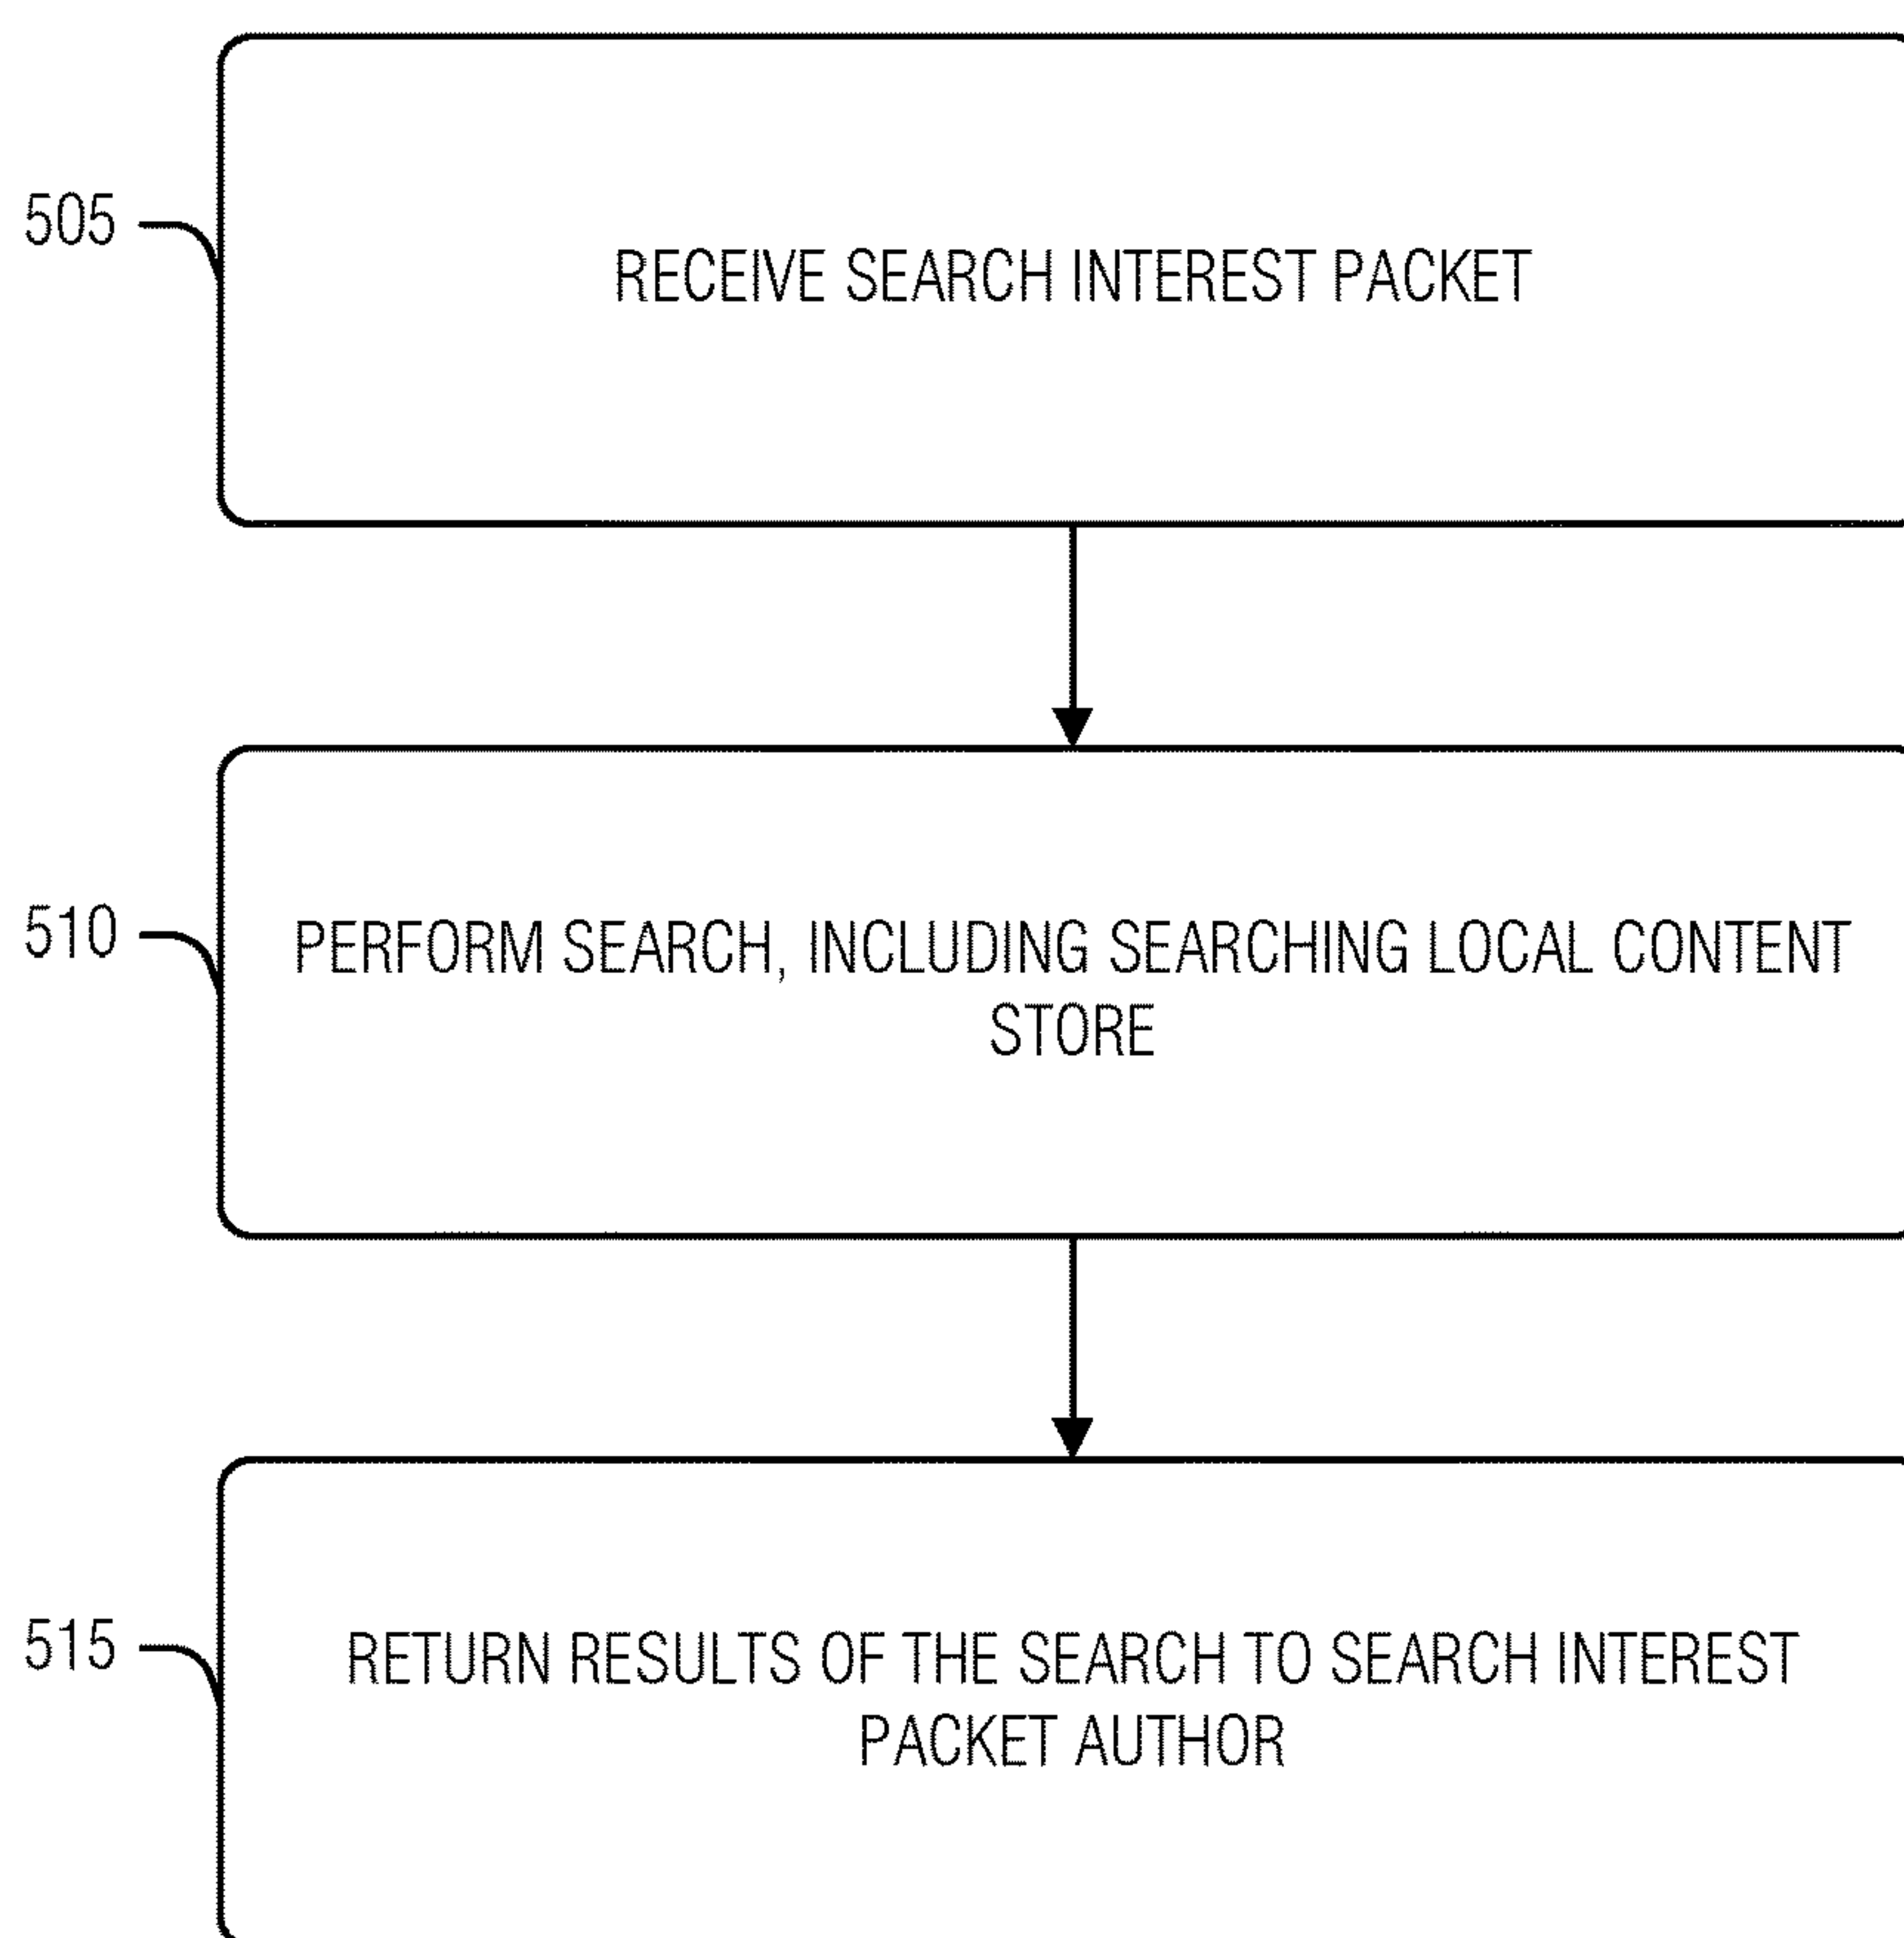 505
RECEIVE SEARCH INTEREST PACKET
510
PERFORM SEARCH, INCLUDING SEARCHING LOCAL CONTENT
STORE
515
RETURN RESULTS OF THE SEARCH TO SEARCH INTEREST
PACKET AUTHOR